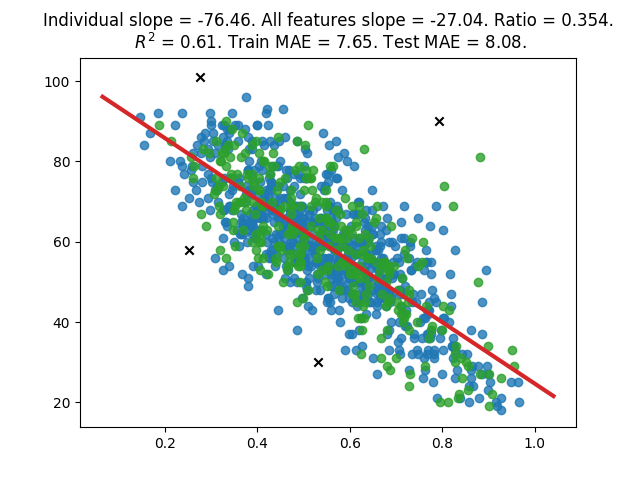 Individual slope = -76.46. All features slope = -27.04. Ratio = 0.354.
R² = 0.61. Train MAE = 7.65. Test MAE = 8.08.
100
80
60
40
20
0.2 0.4 0.6 0.8 1.0